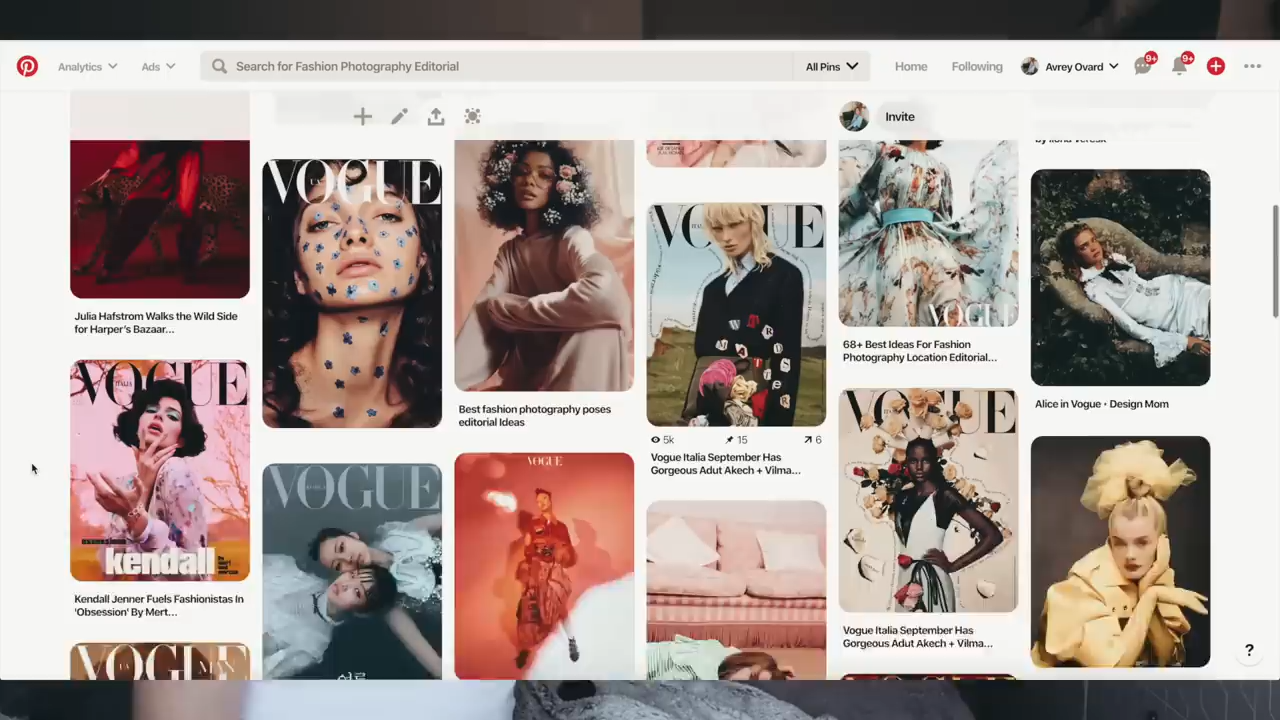 Analytics
Ads
Search for Fashion Photography Editorial
All Pins
Home
Following
Avrey Ovard
9+
9+
Invite
Julia Hafstrom Walks the Wild Side
for Harper's Bazaar...
VOGUE
ITALIA
kendall
Kendall Jenner Fuels Fashionistas In
'Obsession' By Mert...
VOGUE
VOGUE
VOGUE
Best fashion photography poses
editorial Ideas
VOGUE
VOGUE
5k
15
6
Vogue Italia September Has
Gorgeous Adut Akech + Vilma...
VOGUE
68+ Best Ideas For Fashion
Photography Location Editorial...
VOGUE
Vogue Italia September Has
Gorgeous Adut Akech + Vilma...
Alice in Vogue • Design Mom
?